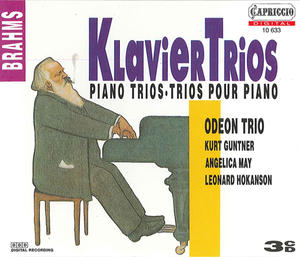 BRAHMS
CAPRICCIO
DIGITAL
10 633
KLAVIERTRIOS
PIANO TRIOS·TRIOS POUR PIANO
ODEON TRIO
KURT GUNTNER
ANGELICA MAY
LEONARD HOKANSON
DIGITAL RECORDING
3CD